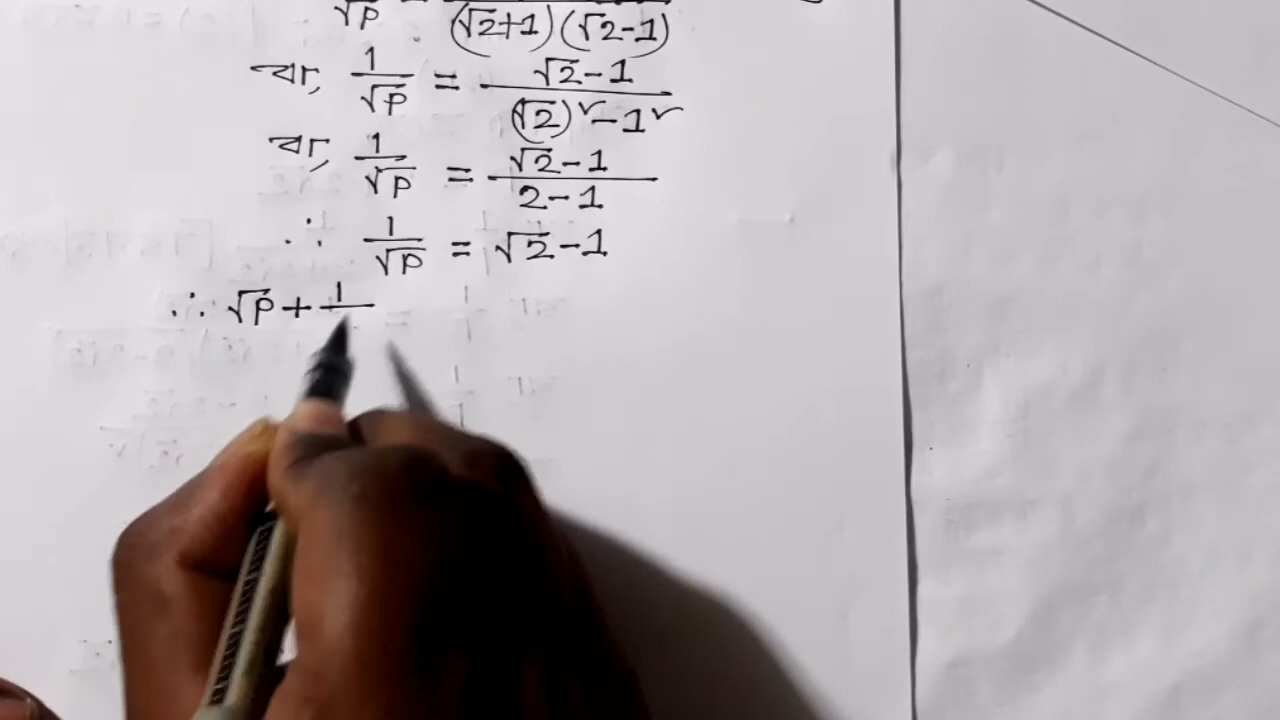 √p = (√2+1)(√2-1)
বা, 1/√p = √2-1/(√2)²-1²
বা, 1/√p = √2-1/2-1
∴ 1/√p = √2-1
∴ √p + 1/